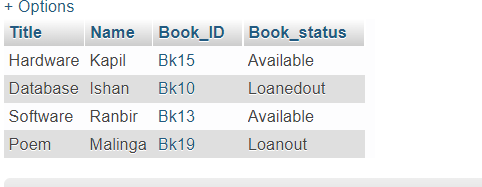 + Options
Title Name Book_ID Book_status
Hardware Kapil Bk15 Available
Database Ishan Bk10 Loanedout
Software Ranbir Bk13 Available
Poem Malinga Bk19 Loanout